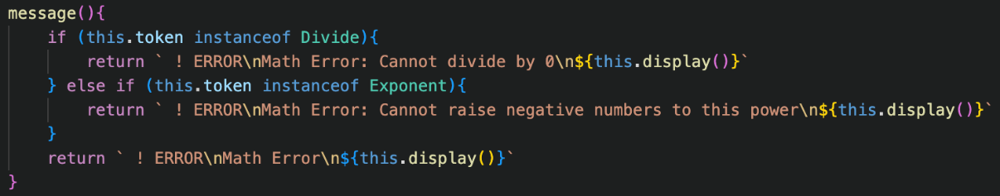 message(){
    if (this.token instanceof Divide){
        return ` ! ERROR\nMath Error: Cannot divide by 0\n${this.display()}`
    } else if (this.token instanceof Exponent){
        return ` ! ERROR\nMath Error: Cannot raise negative numbers to this power\n${this.display()}`
    }
    return ` ! ERROR\nMath Error\n${this.display()}`
}